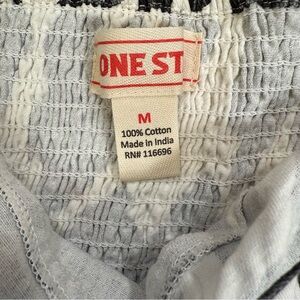 ONE ST
M
100% Cotton
Made in India
RN# 116696